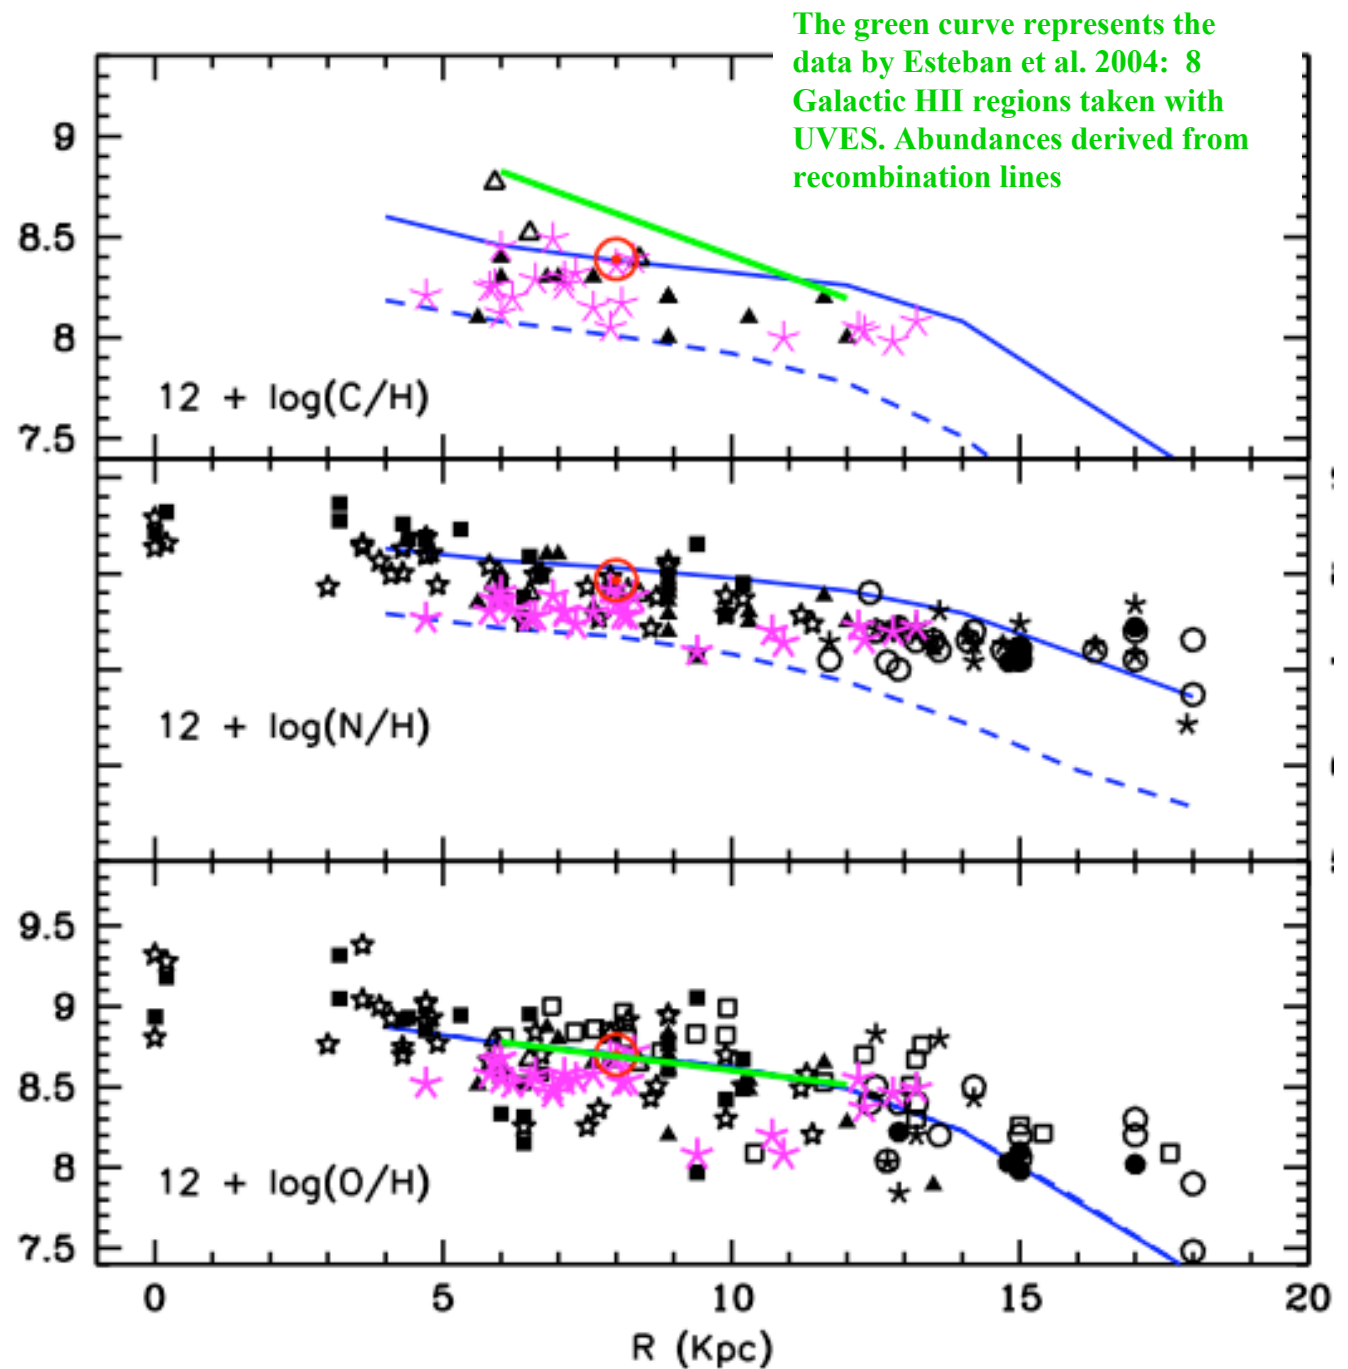 The green curve represents the
data by Esteban et al. 2004: 8
Galactic HII regions taken with
UVES. Abundances derived from
recombination lines
9
8.5
8
7.5
12 + log(C/H)
12 + log(N/H)
9.5
9
8.5
8
7.5
12 + log(O/H)
0 5 10 15 20
R (Kpc)